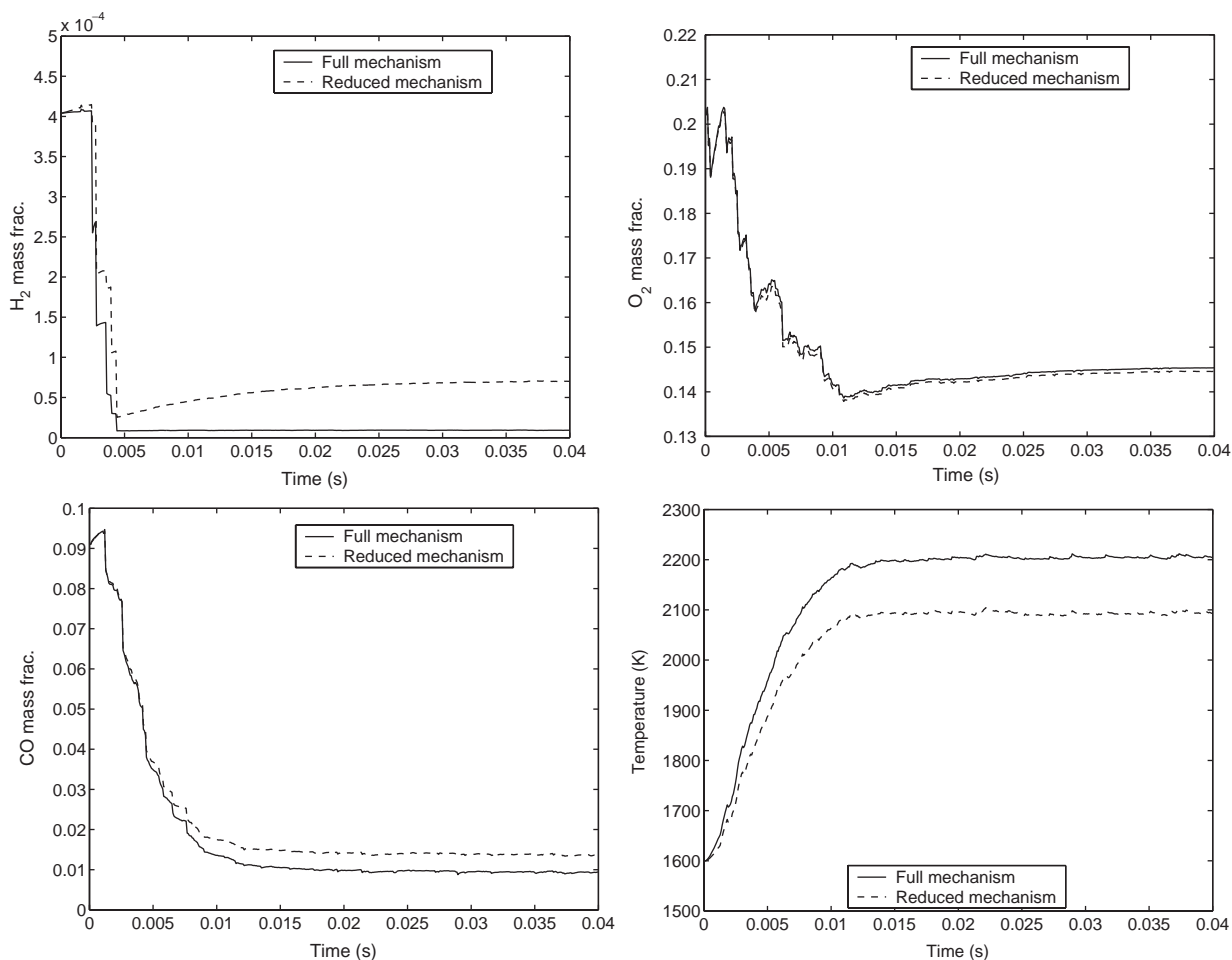 x 10⁻⁴
5
4.5
4
3.5
3
2.5
2
1.5
1
0.5
0
H₂ mass frac.
Full mechanism
Reduced mechanism
0 0.005 0.01 0.015 0.02 0.025 0.03 0.035 0.04
Time (s)
0.22
0.21
0.2
0.19
0.18
0.17
0.16
0.15
0.14
0.13
O₂ mass frac.
Full mechanism
Reduced mechanism
0 0.005 0.01 0.015 0.02 0.025 0.03 0.035 0.04
Time (s)
0.1
0.09
0.08
0.07
0.06
0.05
0.04
0.03
0.02
0.01
0
CO mass frac.
Full mechanism
Reduced mechanism
0 0.005 0.01 0.015 0.02 0.025 0.03 0.035 0.04
Time (s)
2300
2200
2100
2000
1900
1800
1700
1600
1500
Temperature (K)
Full mechanism
Reduced mechanism
0 0.005 0.01 0.015 0.02 0.025 0.03 0.035 0.04
Time (s)